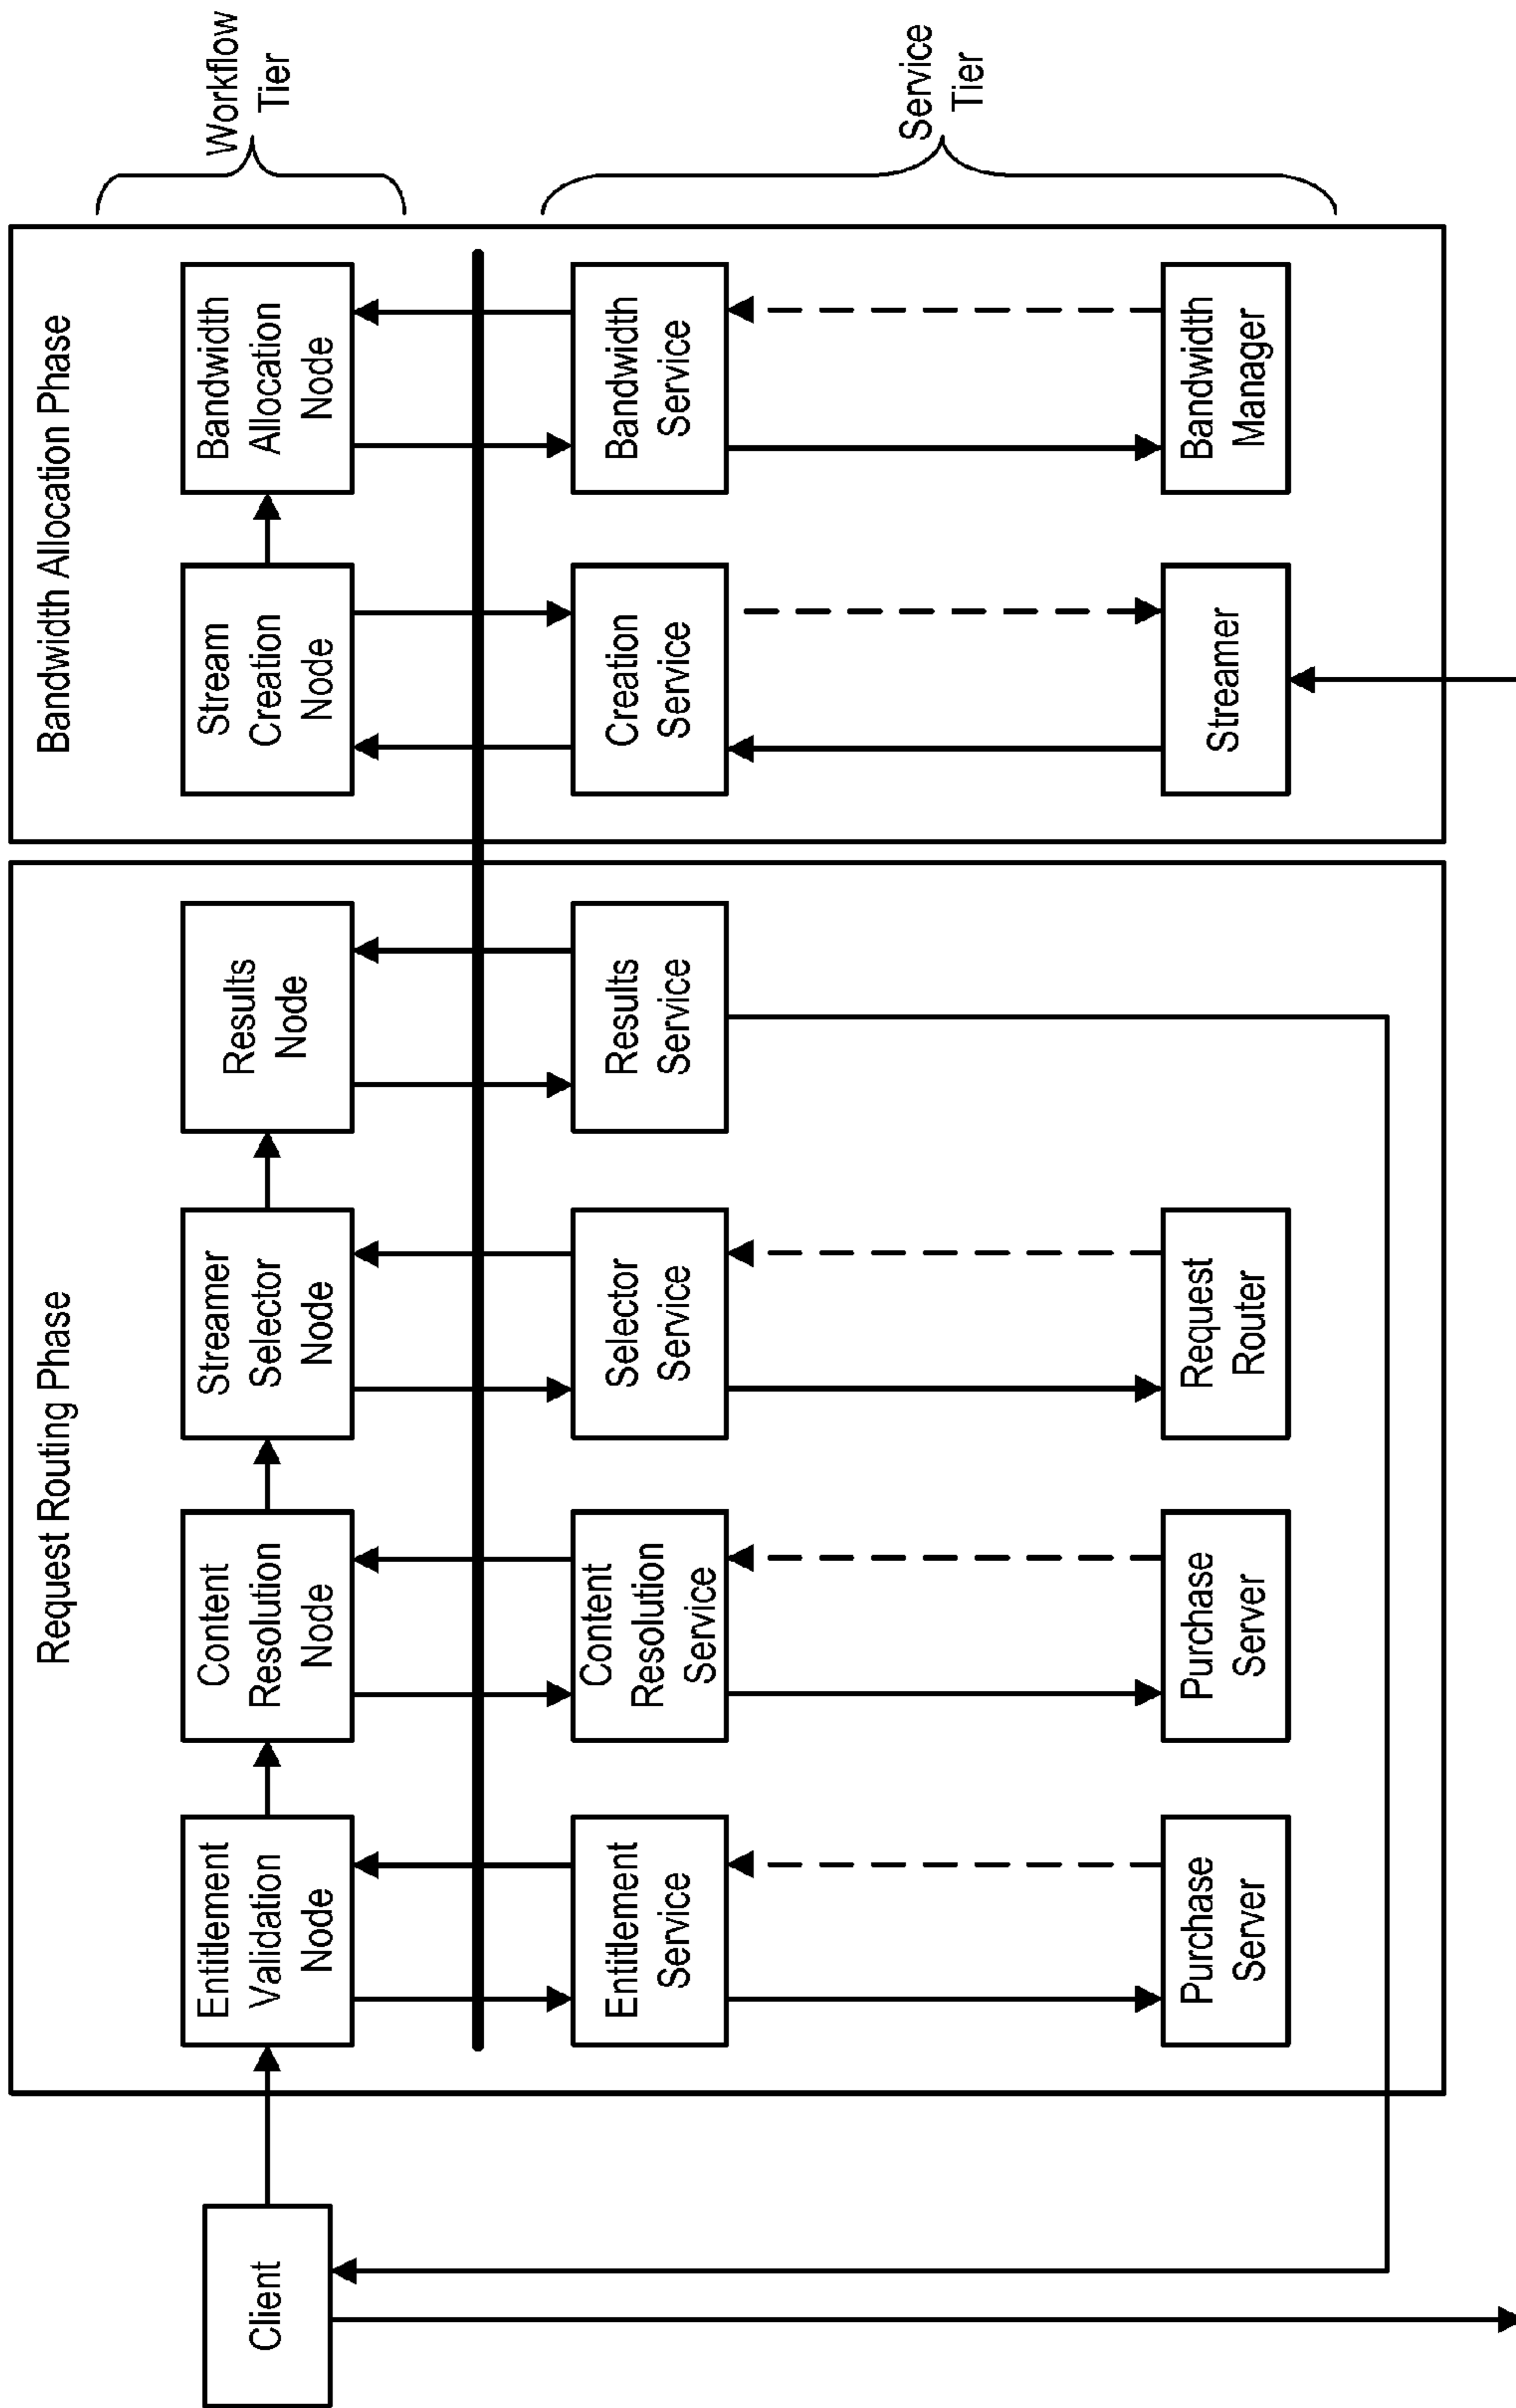 Request Routing Phase
Bandwidth Allocation Phase
Workflow
Tier
Service
Tier
Client
Entitlement
Validation
Node
Content
Resolution
Node
Streamer
Selector
Node
Results
Node
Stream
Creation
Node
Bandwidth
Allocation
Node
Entitlement
Service
Content
Resolution
Service
Selector
Service
Results
Service
Creation
Service
Bandwidth
Service
Purchase
Server
Purchase
Server
Request
Router
Streamer
Bandwidth
Manager